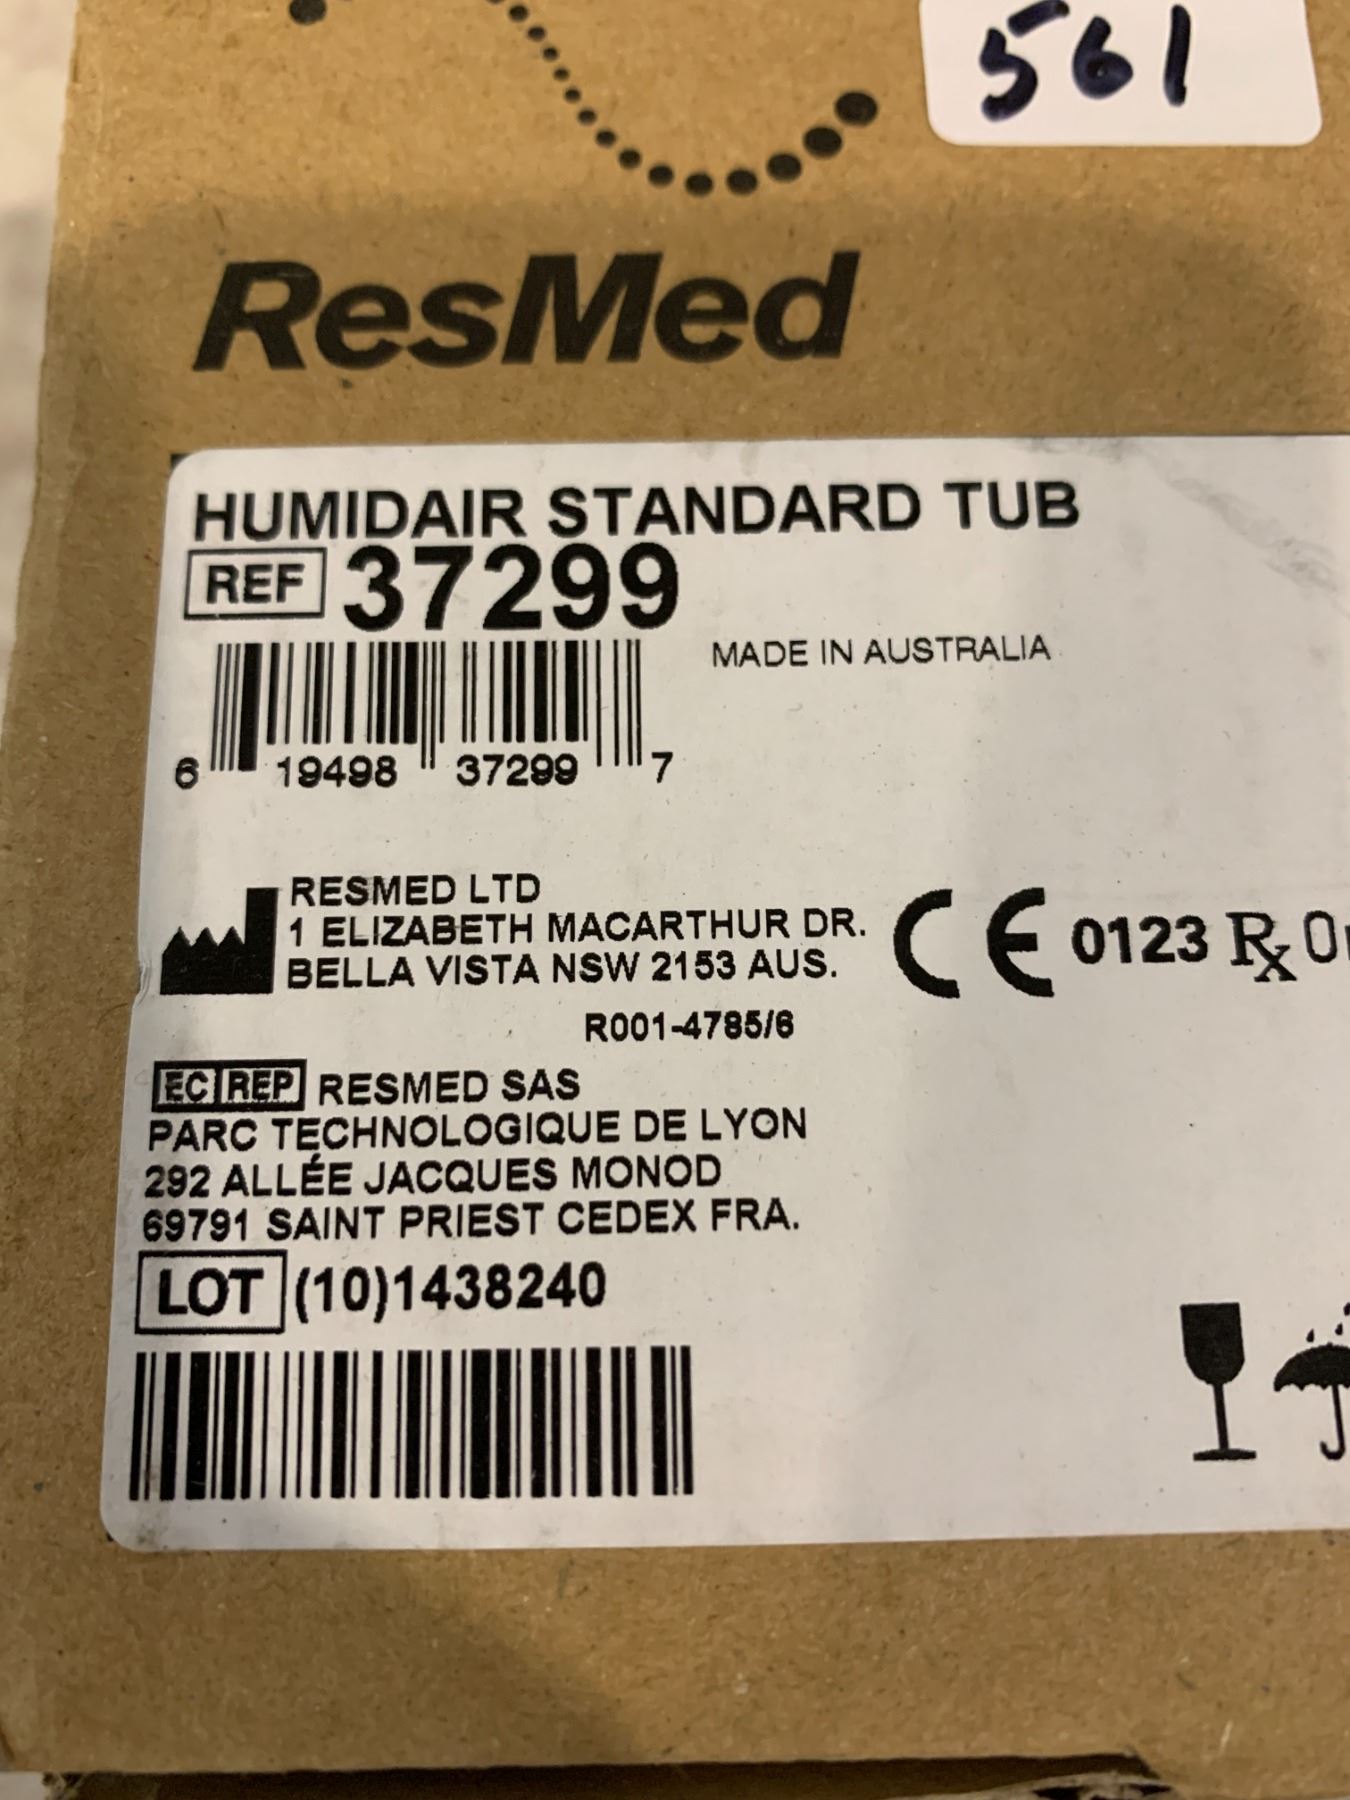 561
ResMed
HUMIDAIR STANDARD TUB
REF 37299
MADE IN AUSTRALIA
6 19498 37299 7
RESMED LTD
1 ELIZABETH MACARTHUR DR.
BELLA VISTA NSW 2153 AUS.
CE 0123 Rx
R001-4785/6
EC REP RESMED SAS
PARC TECHNOLOGIQUE DE LYON
292 ALLÉE JACQUES MONOD
69791 SAINT PRIEST CEDEX FRA.
LOT (10)1438240